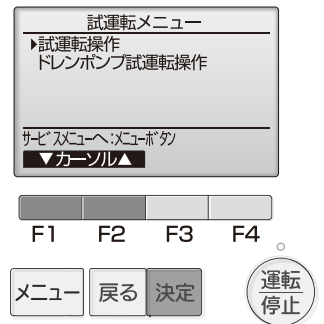 試運転メニュー
▶試運転操作
ドレンポンプ試運転操作
ｻｰﾋﾞｽﾒﾆｭｰへ:ﾒﾆｭｰﾎﾞﾀﾝ
▼カーソル▲
F1 F2 F3 F4
メニュー 戻る 決定 運転
停止